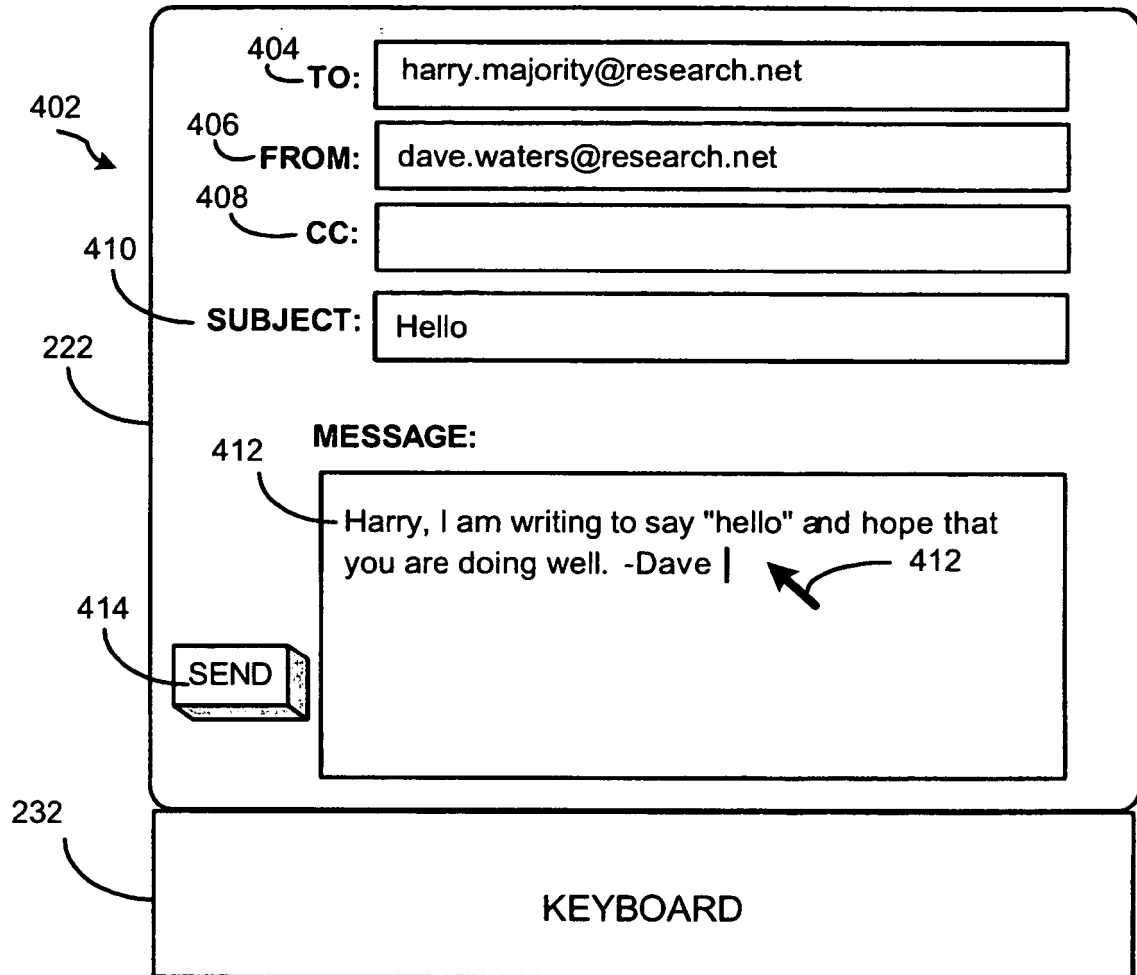 404
TO: harry.majority@research.net
402
406
FROM: dave.waters@research.net
408
CC:
410
SUBJECT: Hello
222
MESSAGE:
412
Harry, I am writing to say "hello" and hope that
you are doing well. -Dave
412
414
SEND
232
KEYBOARD